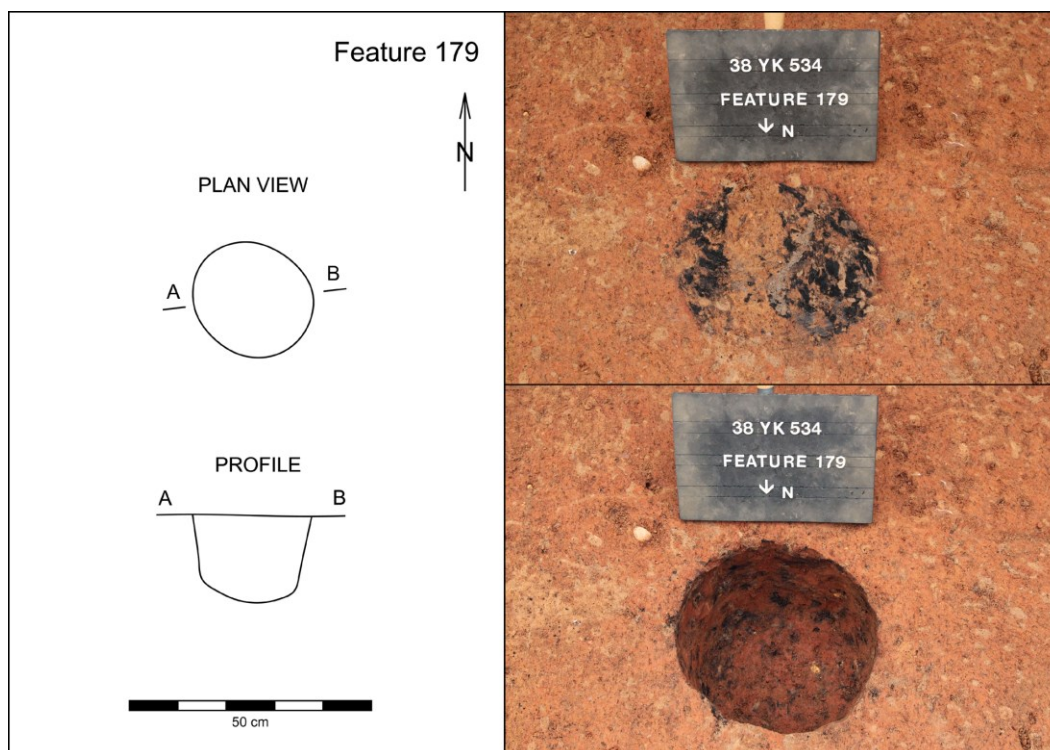 Feature 179
N
PLAN VIEW
A
B
PROFILE
A
B
50 cm
38 YK 534
FEATURE 179
↓ N
38 YK 534
FEATURE 179
↓ N